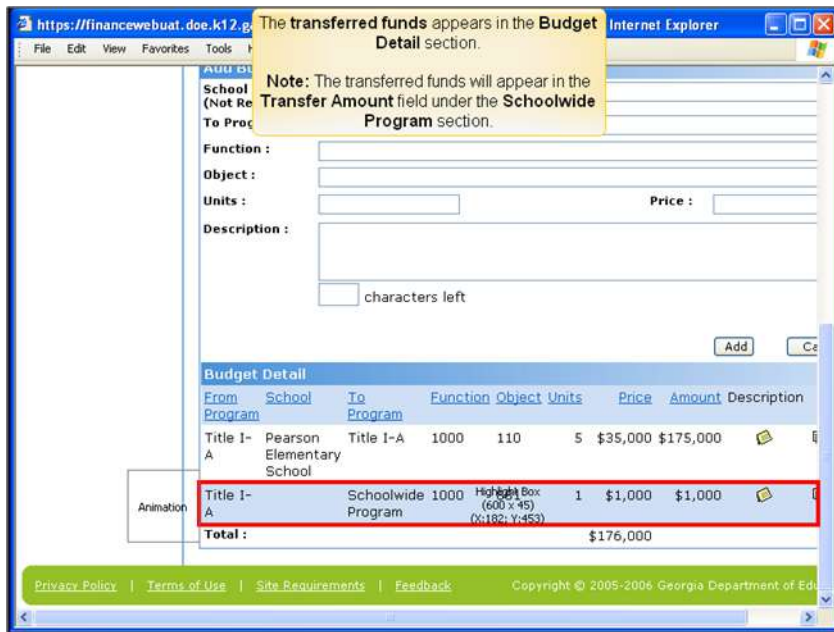 https://financewebuat.doe.k12.g
Internet Explorer
The transferred funds appears in the Budget
Detail section.
Note: The transferred funds will appear in the
Transfer Amount field under the Schoolwide
Program section.
File Edit View Favorites Tools H
School
(Not Re
To Prog
Function :
Object :
Units :
Price :
Description :
characters left
Add
Ca
Budget Detail
From Program School To Program Function Object Units Price Amount Description
Title I-A Pearson Elementary School Title I-A 1000 110 5 $35,000 $175,000
Animation
Title I-A Schoolwide Program 1000 1 $1,000 $1,000
Highlight Box
(600 x 45)
(X:182; Y:453)
Total : $176,000
Privacy Policy | Terms of Use | Site Requirements | Feedback
Copyright © 2005-2006 Georgia Department of Edu